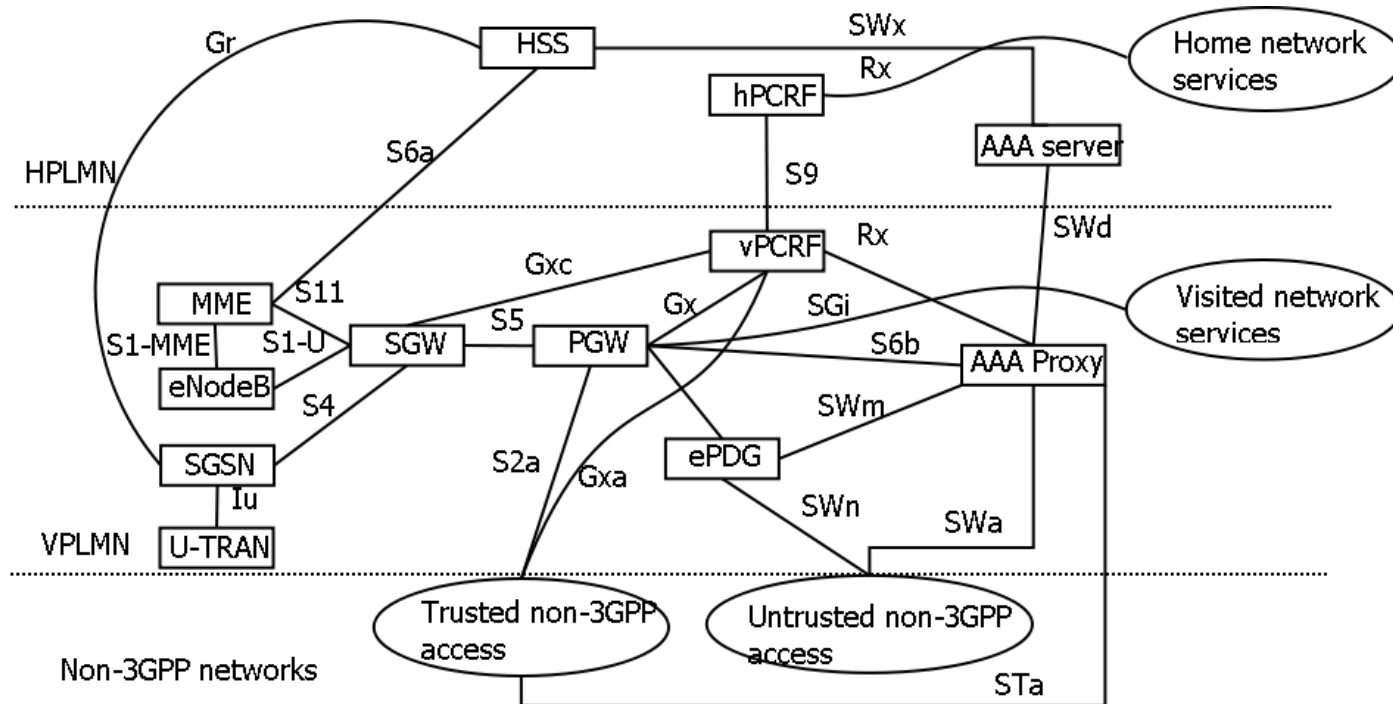 Gr
HSS
SWx
Home network
services
Rx
hPCRF
AAA server
S6a
HPLMN
S9
SWd
vPCRF
Rx
Gxc
MME
S11
Gx
SGi
Visited network
services
S1-MME
S1-U
SGW
S5
PGW
S6b
AAA Proxy
eNodeB
S4
SWm
SGSN
S2a
Gxa
ePDG
Iu
SWn
SWa
VPLMN
U-TRAN
Trusted non-3GPP
access
Untrusted non-3GPP
access
Non-3GPP networks
STa